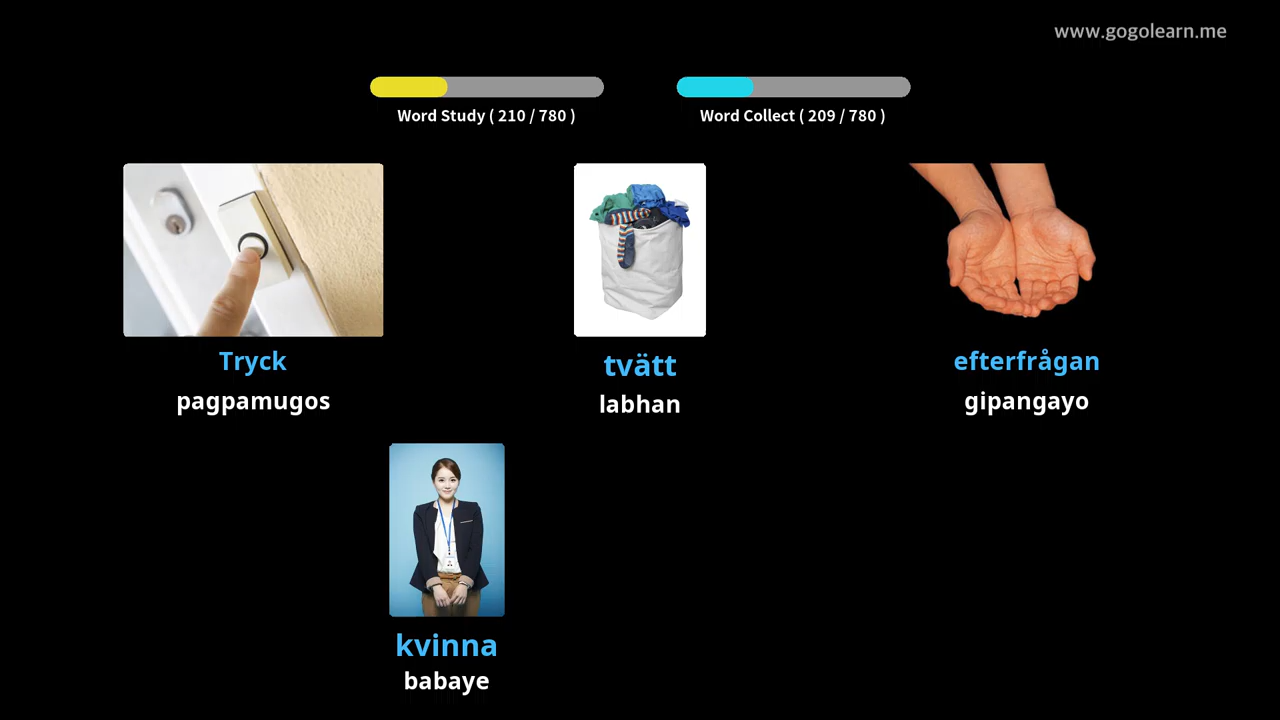 www.gogolearn.me
Word Study ( 210 / 780 )
Word Collect ( 209 / 780 )
Tryck
pagpamugos
tvätt
labhan
efterfrågan
gipangayo
kvinna
babaye